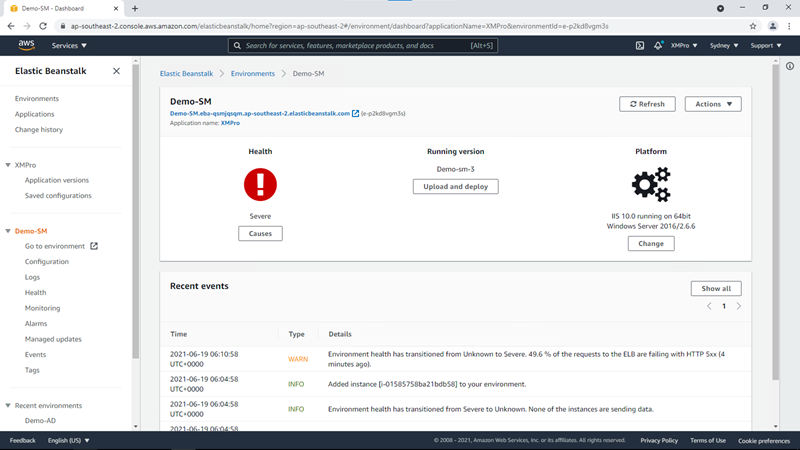 Demo-SM - Dashboard
ap-southeast-2.console.aws.amazon.com/elasticbeanstalk/home?region=ap-southeast-2#/environment/dashboard?applicationName=XMPro&environmentId=e-p2kd8vgm3s
aws
Services
Search for services, features, marketplace products, and docs [Alt+S]
XMPro
Sydney
Support
Elastic Beanstalk
Environments
Applications
Change history
XMPro
Application versions
Saved configurations
Demo-SM
Go to environment
Configuration
Logs
Health
Monitoring
Alarms
Managed updates
Events
Tags
Recent environments
Demo-AD
Elastic Beanstalk > Environments > Demo-SM
Demo-SM
Demo-SM.eba-qsmjqsqm.ap-southeast-2.elasticbeanstalk.com (e-p2kd8vgm3s)
Application name: XMPro
Refresh
Actions
Health
Severe
Causes
Running version
Demo-sm-3
Upload and deploy
Platform
IIS 10.0 running on 64bit
Windows Server 2016/2.6.6
Change
Recent events
Show all
1
Time Type Details
2021-06-19 06:10:58 UTC+0000 WARN Environment health has transitioned from Unknown to Severe. 49.6 % of the requests to the ELB are failing with HTTP 5xx (4
minutes ago).
2021-06-19 06:04:58 UTC+0000 INFO Added instance [i-01585758ba21bdb58] to your environment.
2021-06-19 06:04:58 UTC+0000 INFO Environment health has transitioned from Severe to Unknown. None of the instances are sending data.
2021-06-19 06:04:58
Feedback English (US) © 2008 - 2021, Amazon Web Services, Inc. or its affiliates. All rights reserved. Privacy Policy Terms of Use Cookie preferences